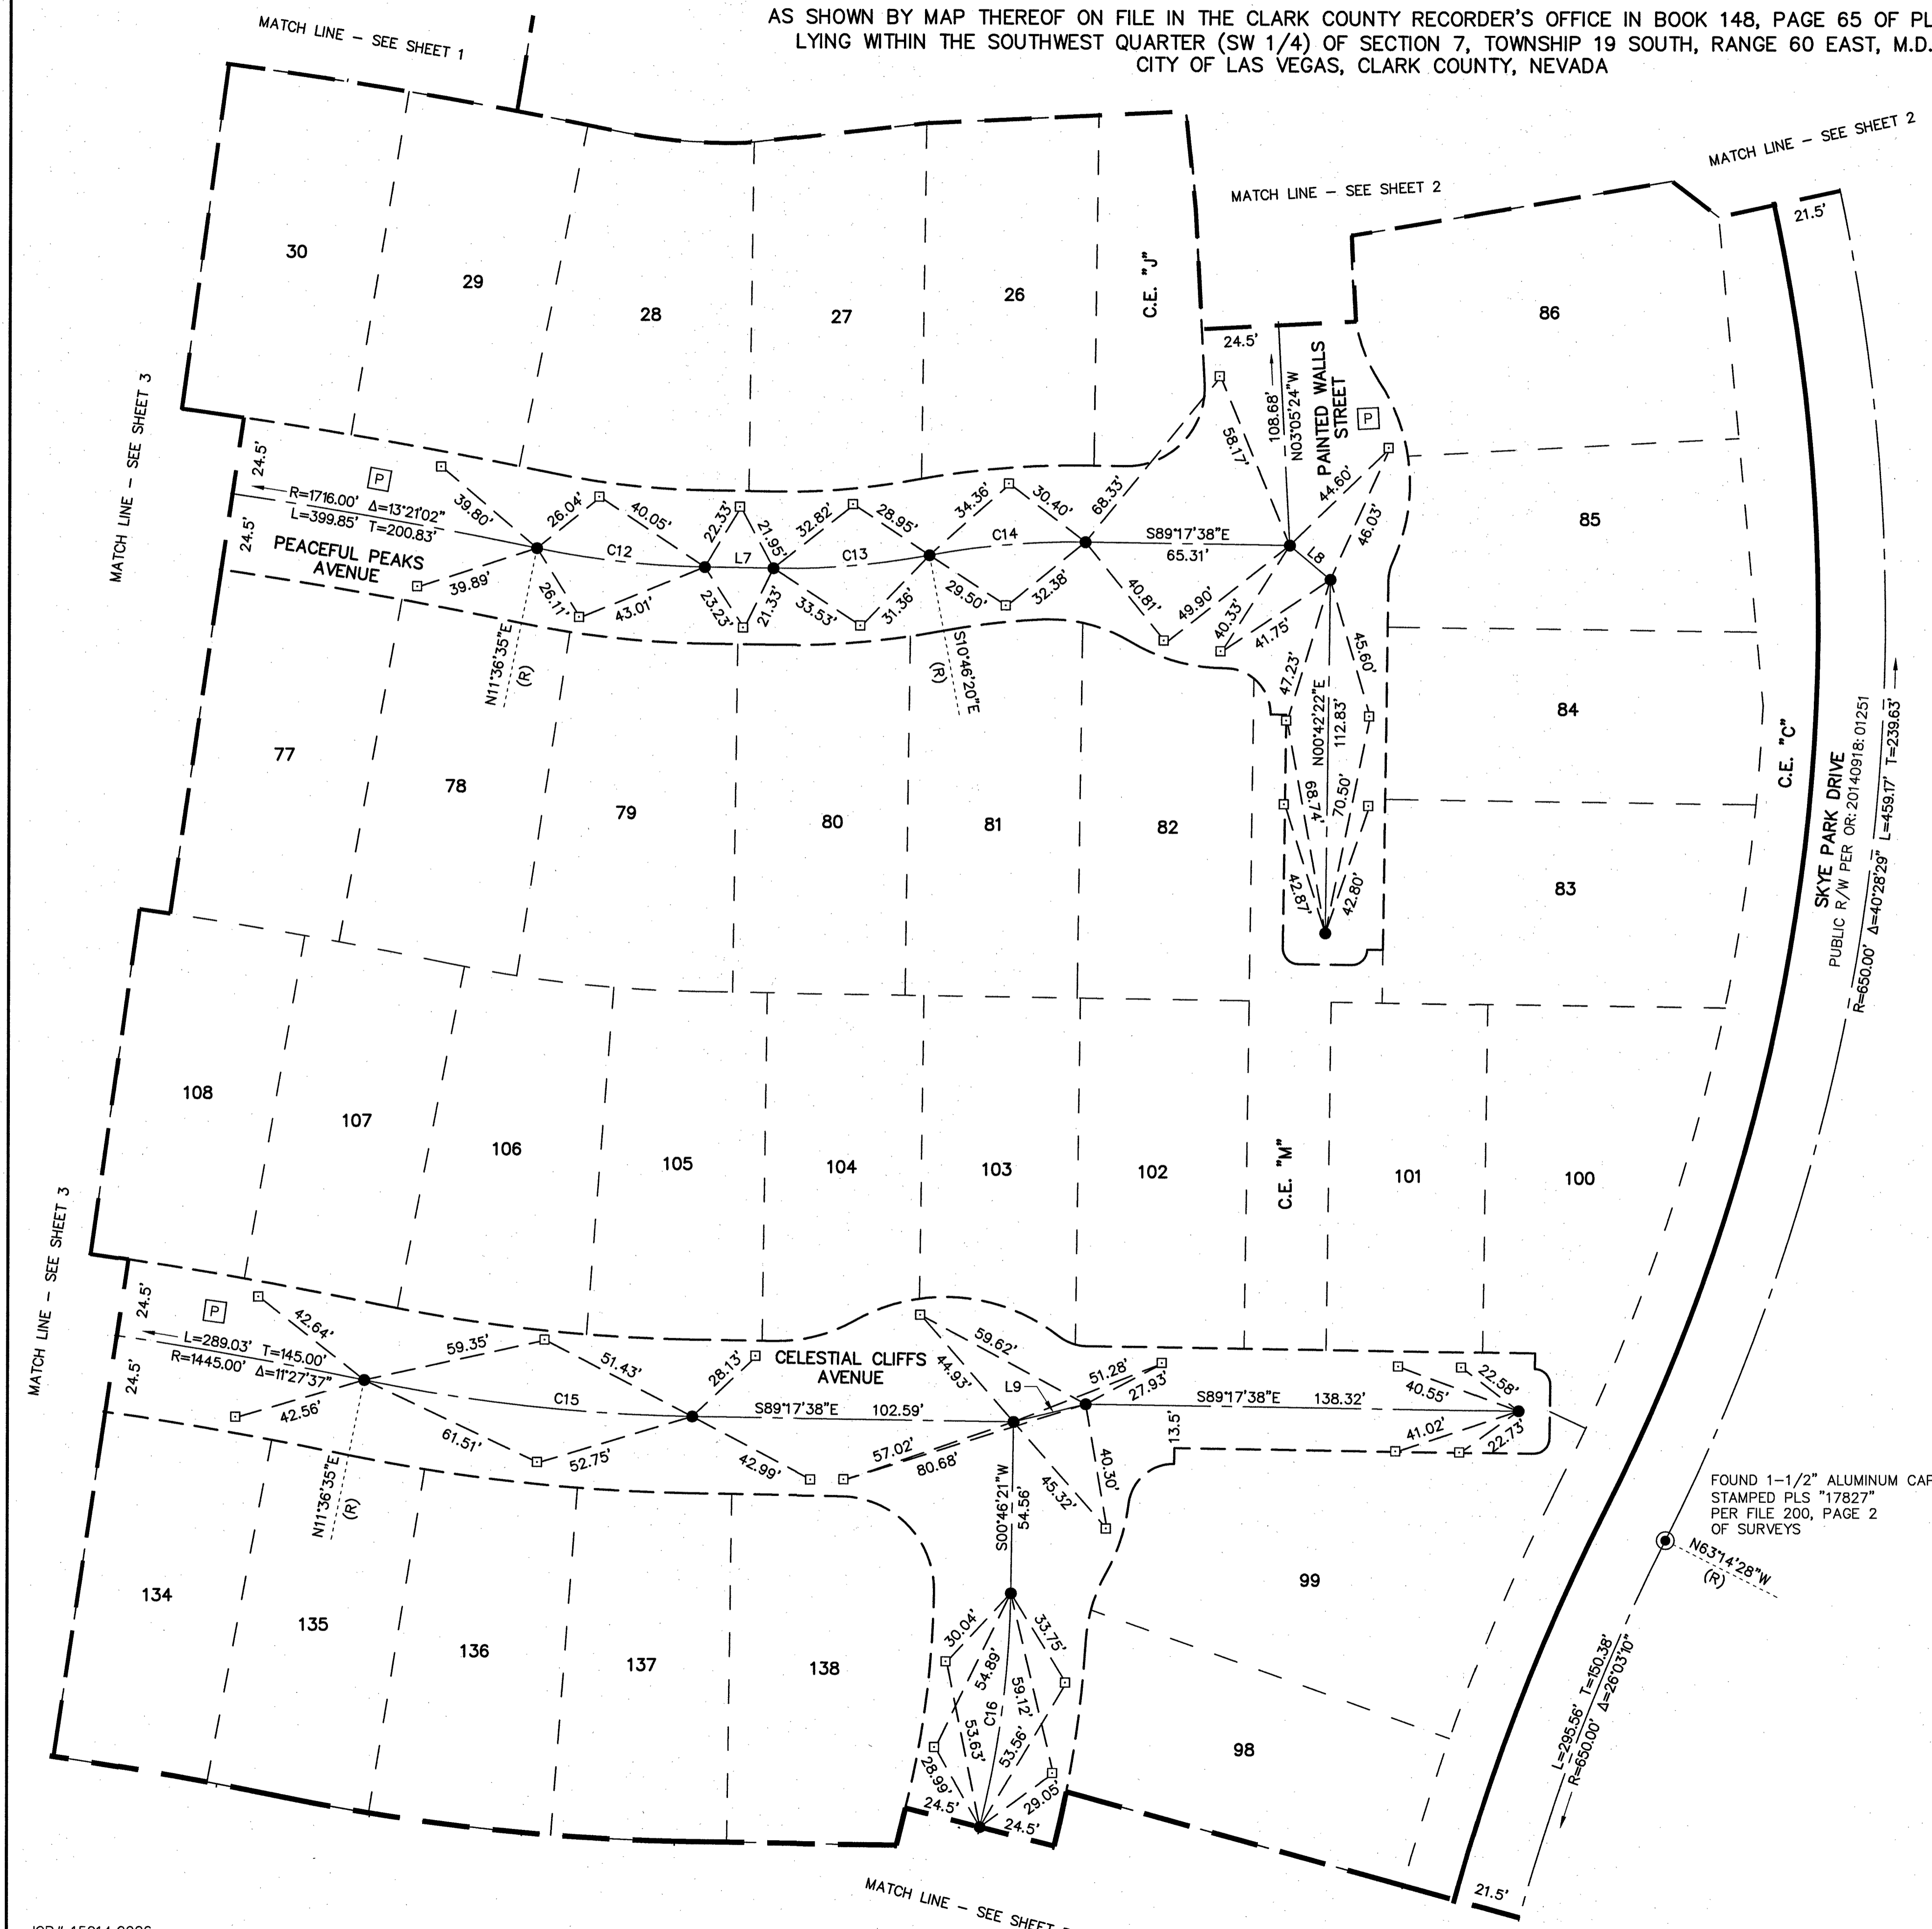 AS SHOWN BY MAP THEREOF ON FILE IN THE CLARK COUNTY RECORDER'S OFFICE IN BOOK 148, PAGE 65 OF PL
LYING WITHIN THE SOUTHWEST QUARTER (SW 1/4) OF SECTION 7, TOWNSHIP 19 SOUTH, RANGE 60 EAST, M.D.
CITY OF LAS VEGAS, CLARK COUNTY, NEVADA
MATCH LINE - SEE SHEET 1
MATCH LINE - SEE SHEET 2
MATCH LINE - SEE SHEET 2
21.5'
30
29
28
27
26
C.E. "J"
86
24.5'
108.68'
N03°05'24"W
PAINTED WALLS
STREET
P
58.17'
44.60'
46.03'
85
MATCH LINE - SEE SHEET 3
24.5'
24.5'
P
R=1716.00' Δ=13°21'02"
L=399.85' T=200.83'
PEACEFUL PEAKS
AVENUE
39.80'
39.89'
26.04'
40.05'
C12
26.11'
43.01'
22.33'
21.95'
L7
23.23'
21.33'
32.82'
28.95'
C13
33.53'
31.36'
34.36'
30.40'
C14
29.50'
32.38'
68.33'
S89°17'38"E
65.31'
L8
40.81'
49.90'
40.33'
41.75'
N11°36'35"E
(R)
S10°46'20"E
(R)
47.23'
45.60'
N00°42'22"E
112.83'
68.74'
70.50'
42.87'
42.80'
84
83
77
78
79
80
81
82
C.E. "C"
SKYE PARK DRIVE
PUBLIC R/W PER OR: 20140918: 01251
R=650.00' Δ=40°28'29" L=459.17' T=239.63'
108
107
106
105
104
103
102
C.E. "M"
101
100
MATCH LINE - SEE SHEET 3
24.5'
24.5'
P
L=289.03' T=145.00'
R=1445.00' Δ=11°27'37"
42.64'
42.56'
59.35'
51.43'
C15
61.51'
52.75'
28.13'
CELESTIAL CLIFFS
AVENUE
S89°17'38"E 102.59'
42.99'
44.93'
59.62'
L9
51.28'
27.93'
57.02'
80.68'
S89°17'38"E 138.32'
40.55'
22.58'
41.02'
22.73'
13.5'
40.30'
45.32'
S00°46'21"W
54.56'
N11°36'35"E
(R)
FOUND 1-1/2" ALUMINUM CAP
STAMPED PLS "17827"
PER FILE 200, PAGE 2
OF SURVEYS
N63°14'28"W
(R)
134
135
136
137
138
99
98
30.04'
33.75'
54.89'
59.12'
C16
53.63'
53.56'
28.99'
29.05'
24.5'
24.5'
L=295.56' T=150.38'
R=650.00' Δ=26°03'10"
21.5'
MATCH LINE - SEE SHEET